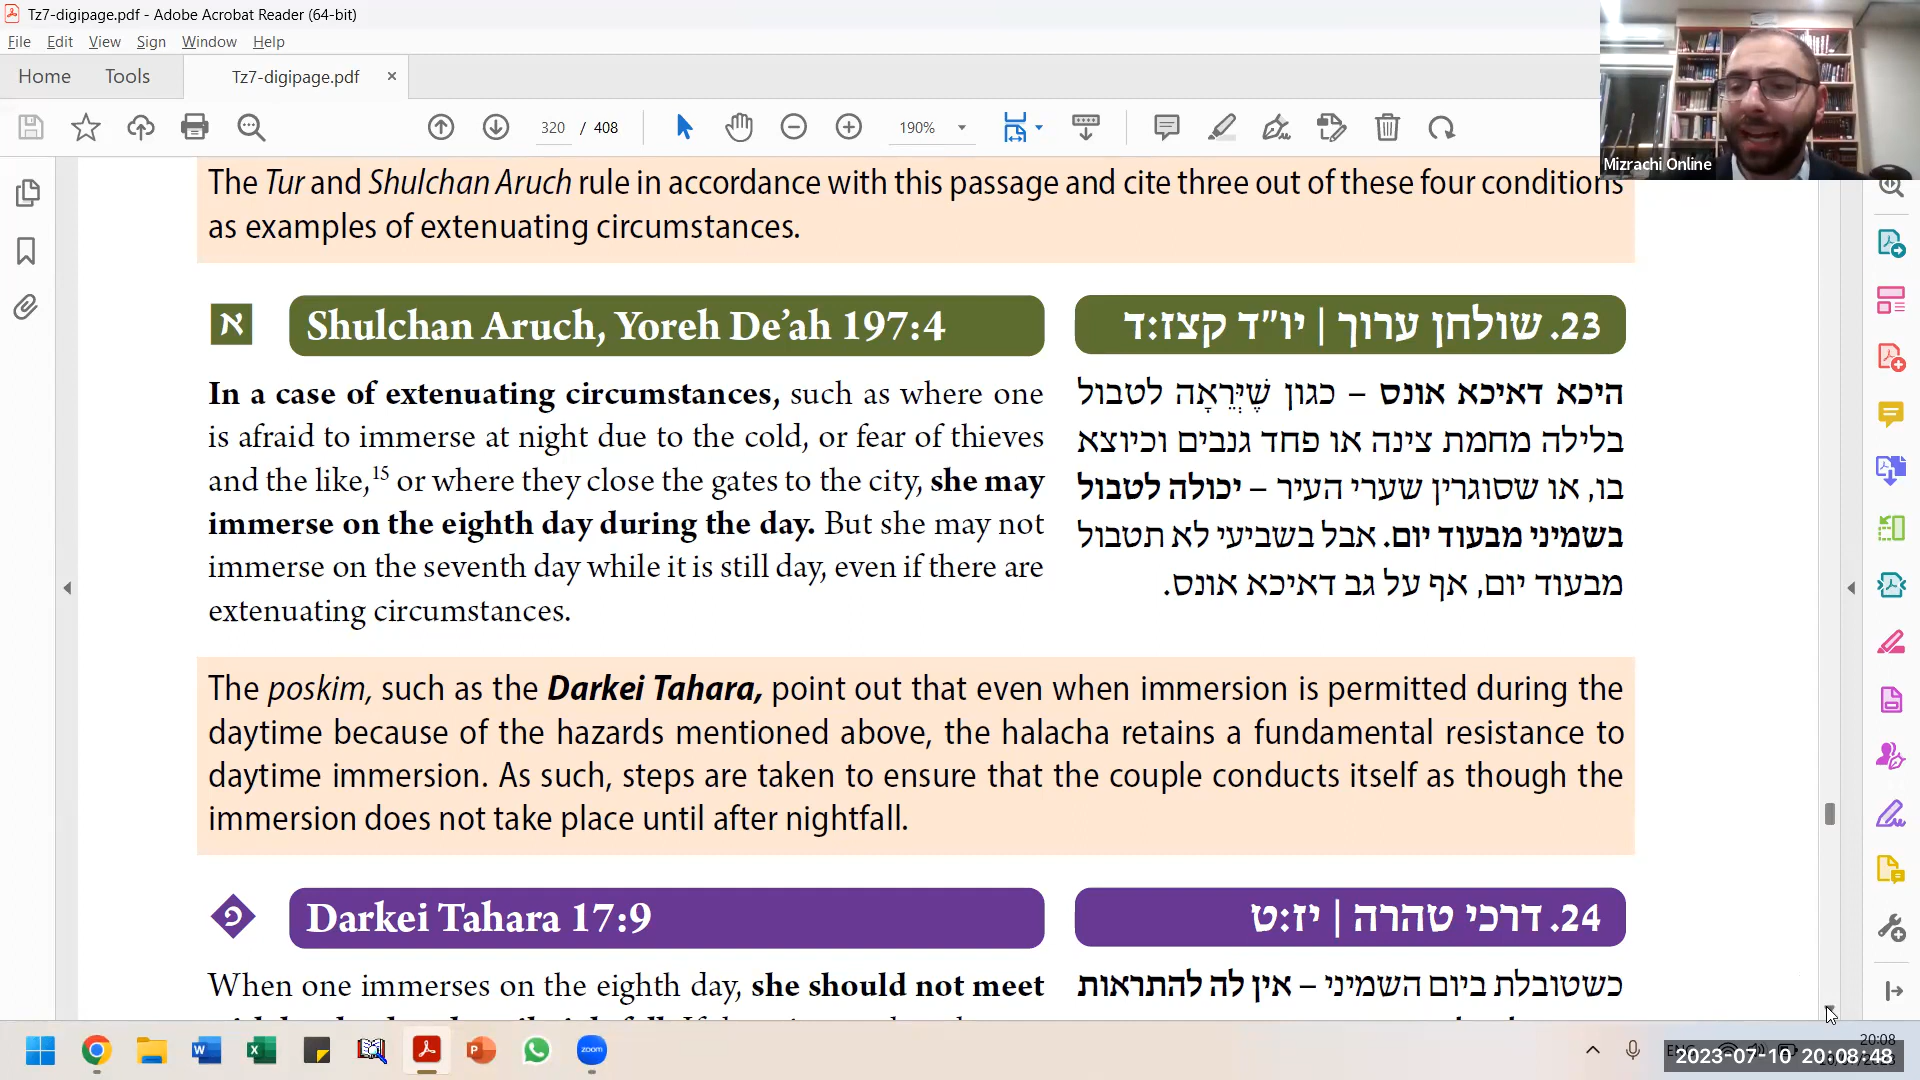 Tz7-digipage.pdf - Adobe Acrobat Reader (64-bit)
File Edit View Sign Window Help
Home Tools Tz7-digipage.pdf ×
320 / 408 190%
Mizrachi Online
The Tur and Shulchan Aruch rule in accordance with this passage and cite three out of these four conditions
as examples of extenuating circumstances.
א Shulchan Aruch, Yoreh De’ah 197:4
In a case of extenuating circumstances, such as where one
is afraid to immerse at night due to the cold, or fear of thieves
and the like,15 or where they close the gates to the city, she may
immerse on the eighth day during the day. But she may not
immerse on the seventh day while it is still day, even if there are
extenuating circumstances.
23. שולחן ערוך | יו"ד קצז:ד
היכא דאיכא אונס – כגון שֶׁיְּרֵאָה לטבול
בלילה מחמת צינה או פחד גנבים וכיוצא
בו, או שסוגרין שערי העיר – יכולה לטבול
בשמיני מבעוד יום. אבל בשביעי לא תטבול
מבעוד יום, אף על גב דאיכא אונס.
The poskim, such as the Darkei Tahara, point out that even when immersion is permitted during the
daytime because of the hazards mentioned above, the halacha retains a fundamental resistance to
daytime immersion. As such, steps are taken to ensure that the couple conducts itself as though the
immersion does not take place until after nightfall.
פ Darkei Tahara 17:9
When one immerses on the eighth day, she should not meet
24. דרכי טהרה | יז:ט
כשטובלת ביום השמיני – אין לה להתראות
zoom
20:08
2023-07-10 20:08:48